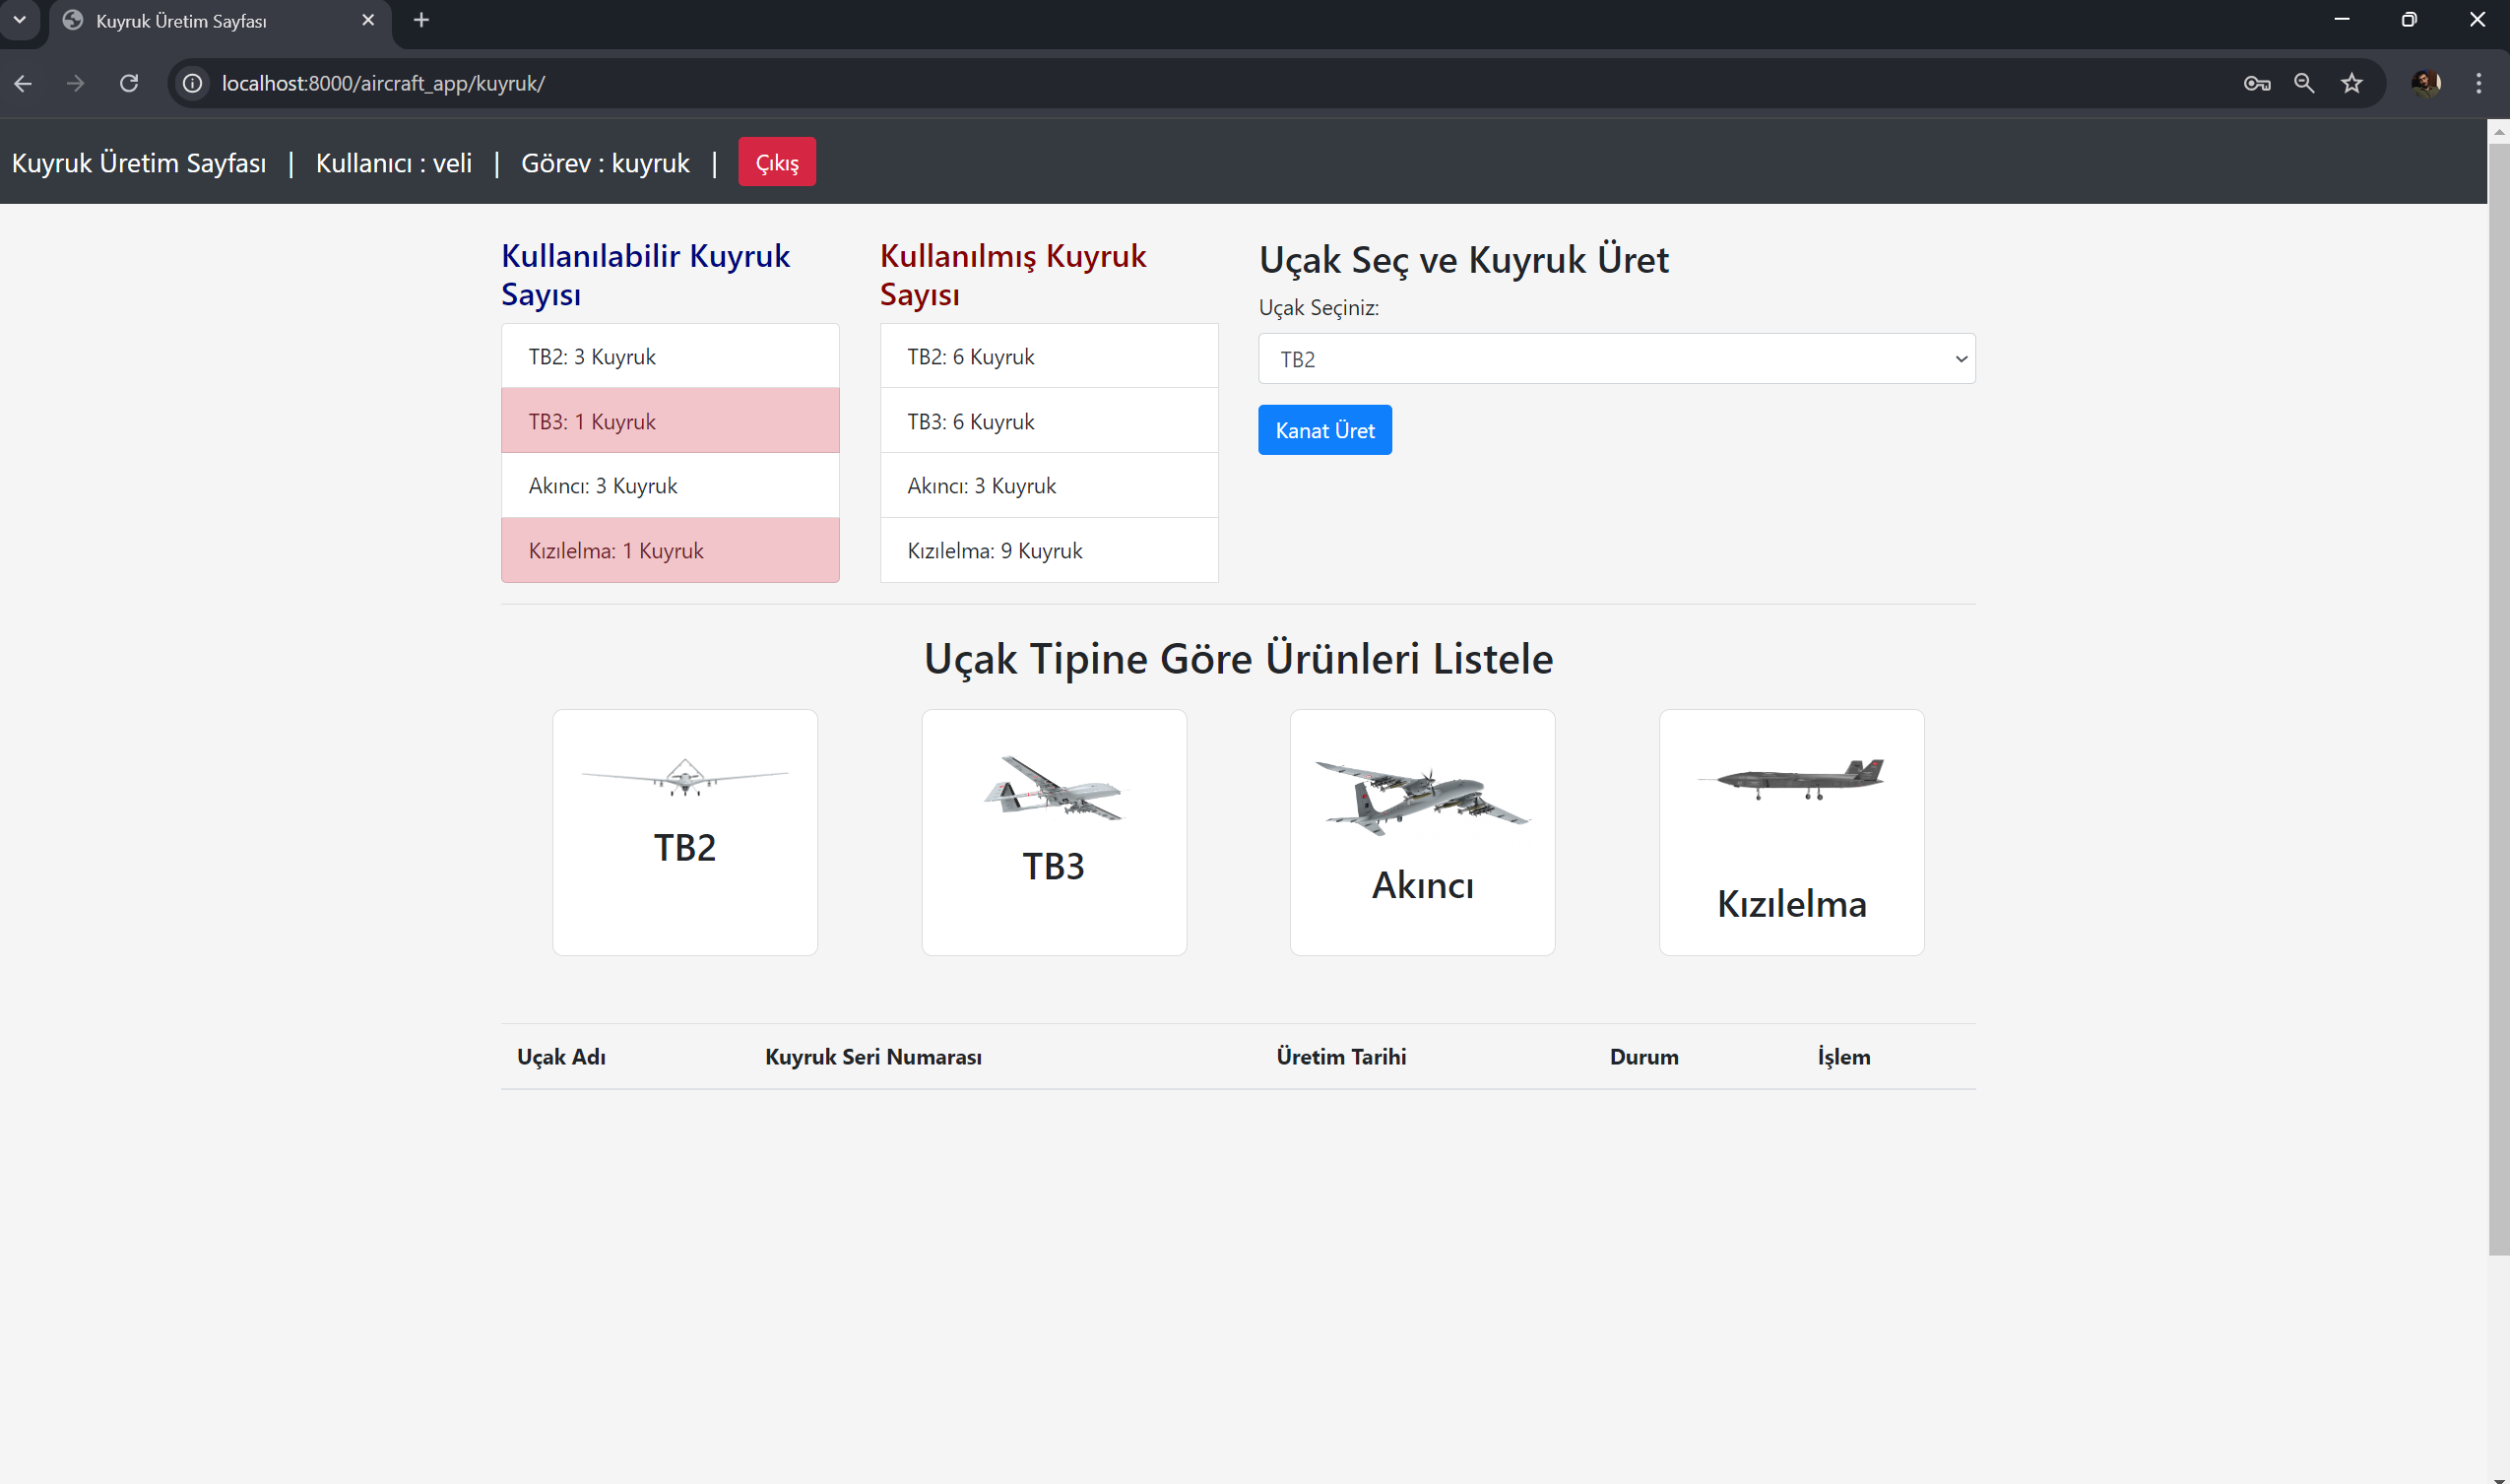 Kuyruk Üretim Sayfası
localhost:8000/aircraft_app/kuyruk/
Kuyruk Üretim Sayfası | Kullanıcı : veli | Görev : kuyruk | Çıkış
Kullanılabilir Kuyruk
Sayısı
TB2: 3 Kuyruk
TB3: 1 Kuyruk
Akıncı: 3 Kuyruk
Kızılelma: 1 Kuyruk
Kullanılmış Kuyruk
Sayısı
TB2: 6 Kuyruk
TB3: 6 Kuyruk
Akıncı: 3 Kuyruk
Kızılelma: 9 Kuyruk
Uçak Seç ve Kuyruk Üret
Uçak Seçiniz:
TB2
Kanat Üret
Uçak Tipine Göre Ürünleri Listele
TB2
TB3
Akıncı
Kızılelma
Uçak Adı Kuyruk Seri Numarası Üretim Tarihi Durum İşlem